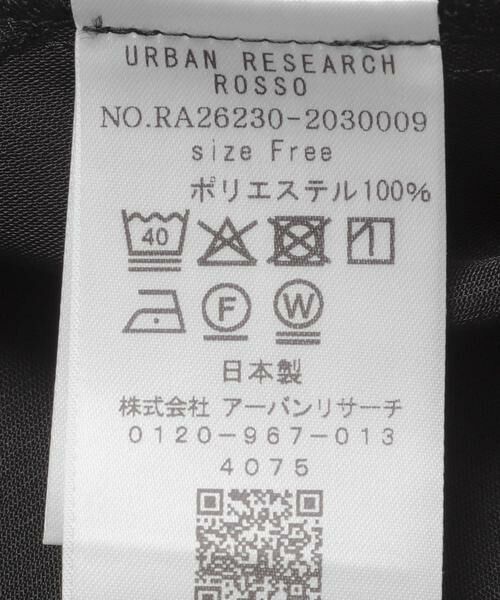 URBAN RESEARCH
ROSSO
NO.RA26230-2030009
size Free
ポリエステル100%
40
F W
日本製
株式会社 アーバンリサーチ
0120-967-013
4075